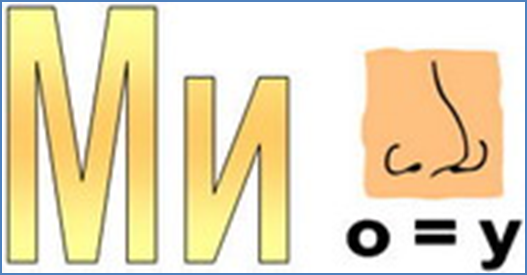 Ми
о = у